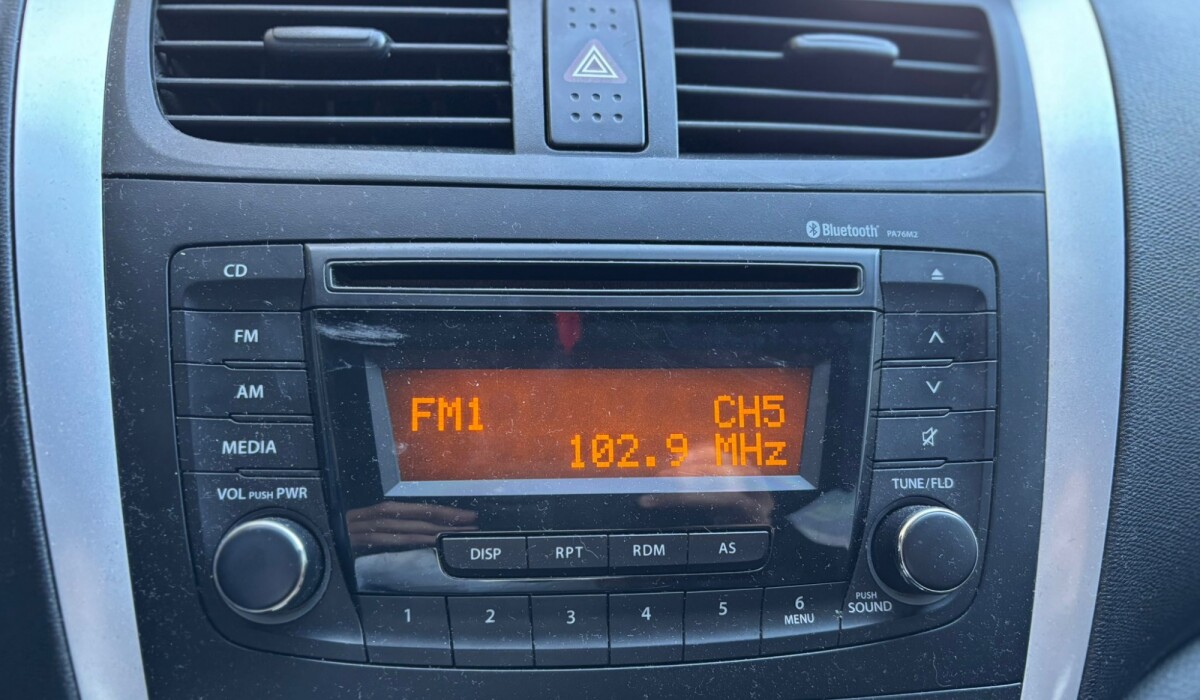 Bluetooth PA76M2
CD
FM
AM
MEDIA
VOL PUSH PWR
FM1 CH5
102.9 MHz
TUNE/FLD
DISP RPT RDM AS
1 2 3 4 5 6
MENU
PUSH
SOUND